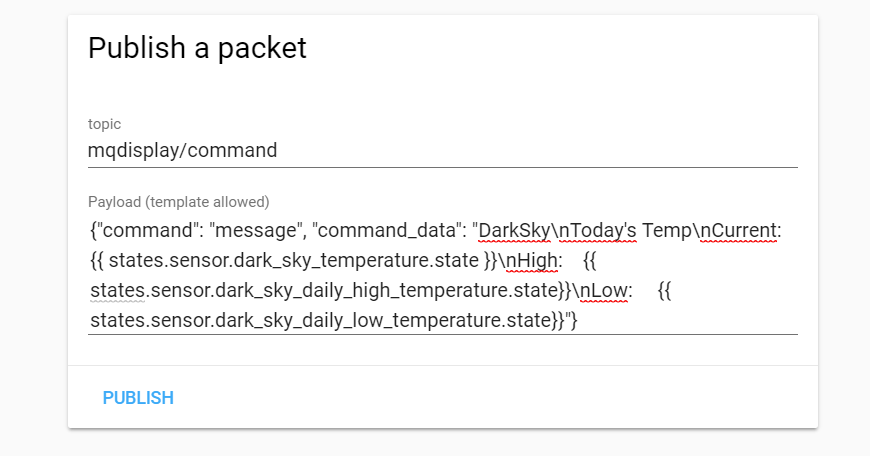 Publish a packet
topic
mqdisplay/command
Payload (template allowed)
{"command": "message", "command_data": "DarkSky\nToday's Temp\nCurrent:
{{ states.sensor.dark_sky_temperature.state }}\nHigh:    {{
states.sensor.dark_sky_daily_high_temperature.state}}\nLow:     {{
states.sensor.dark_sky_daily_low_temperature.state}}"}
PUBLISH